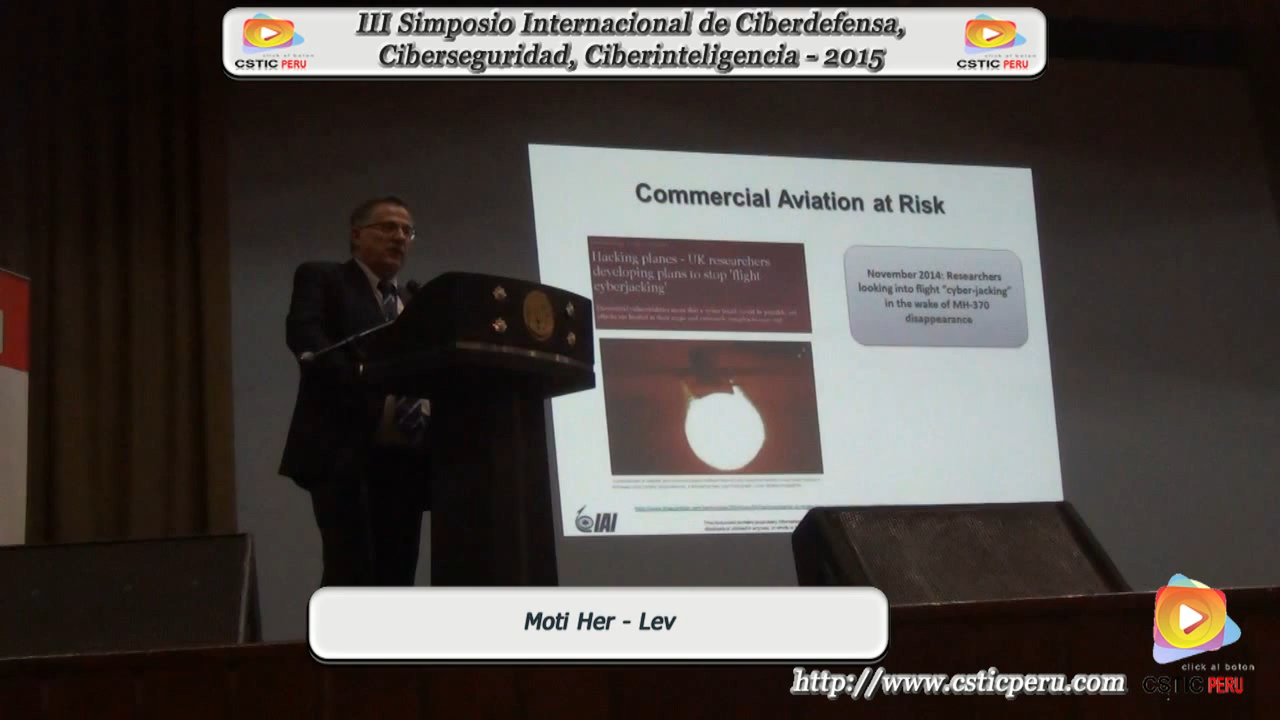 III Simposio Internacional de Ciberdefensa,
Ciberseguridad, Ciberinteligencia - 2015
click al boton
CSTIC PERU
click al boton
CSTIC PERU
Commercial Aviation at Risk
Hacking planes - UK researchers
developing plans to stop 'flight
cyberjacking'
November 2014: Researchers
looking into flight "cyber-jacking"
in the wake of MH-370
disappearance
IAI
Moti Her - Lev
http://www.csticperu.com
click al boton
CSTIC PERU